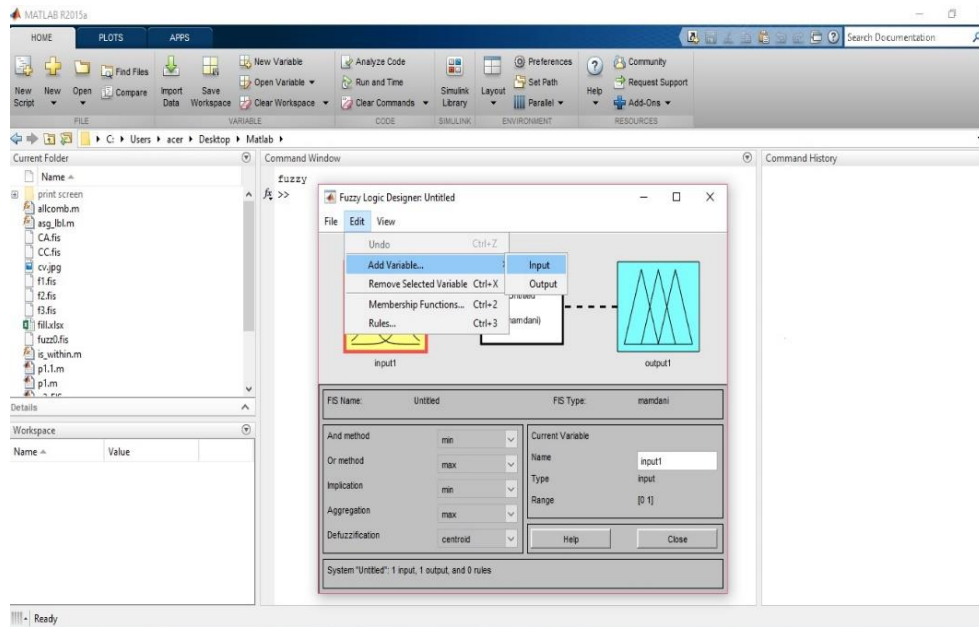 MATLAB R2015a
HOME PLOTS APPS
Search Documentation
New Script
New
Open
Find Files
Compare
Import Data
Save Workspace
New Variable
Open Variable
Clear Workspace
Analyze Code
Run and Time
Clear Commands
Simulink Library
Layout
Preferences
Set Path
Parallel
Help
Community
Request Support
Add-Ons
FILE VARIABLE CODE SIMULINK ENVIRONMENT RESOURCES
C: Users acer Desktop Matlab
Current Folder
Name
print screen
allcomb.m
asg_lbl.m
CA.fis
CC.fis
cv.jpg
f1.fis
f2.fis
f3.fis
fill.xlsx
fuzz0.fis
is_within.m
p1.1.m
p1.m
Details
Workspace
Name Value
Command Window
fuzzy
fx >>
Command History
Fuzzy Logic Designer: Untitled
File Edit View
Undo Ctrl+Z
Add Variable...
Remove Selected Variable Ctrl+X
Membership Functions... Ctrl+2
Rules... Ctrl+3
Input
Output
input1
output1
FIS Name: Untitled FIS Type: mamdani
And method min
Or method max
Implication min
Aggregation max
Defuzzification centroid
Current Variable
Name input1
Type input
Range [0 1]
Help Close
System "Untitled": 1 input, 1 output, and 0 rules
Ready